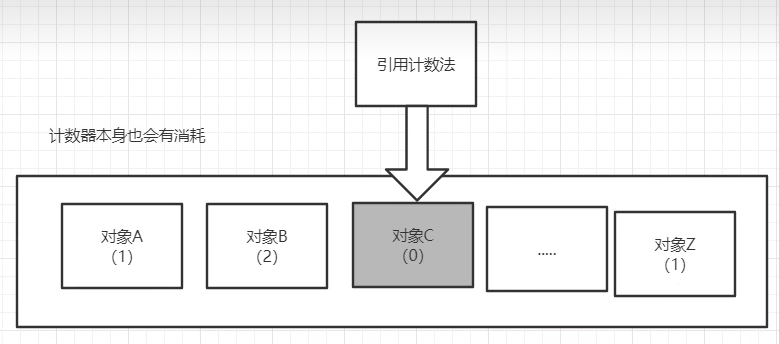 引用计数法
计数器本身也会有消耗
对象A
（1）
对象B
（2）
对象C
（0）
.....
对象Z
（1）